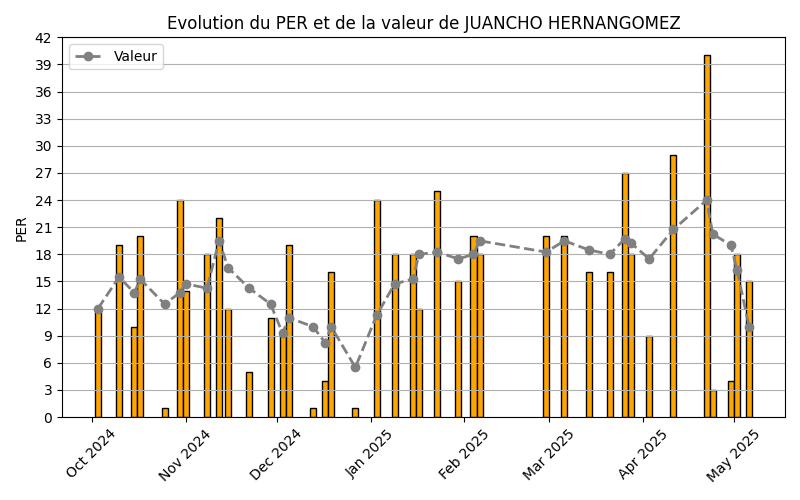 Evolution du PER et de la valeur de JUANCHO HERNANGOMEZ
Valeur
PER
42
39
36
33
30
27
24
21
18
15
12
9
6
3
0
Oct 2024
Nov 2024
Dec 2024
Jan 2025
Feb 2025
Mar 2025
Apr 2025
May 2025